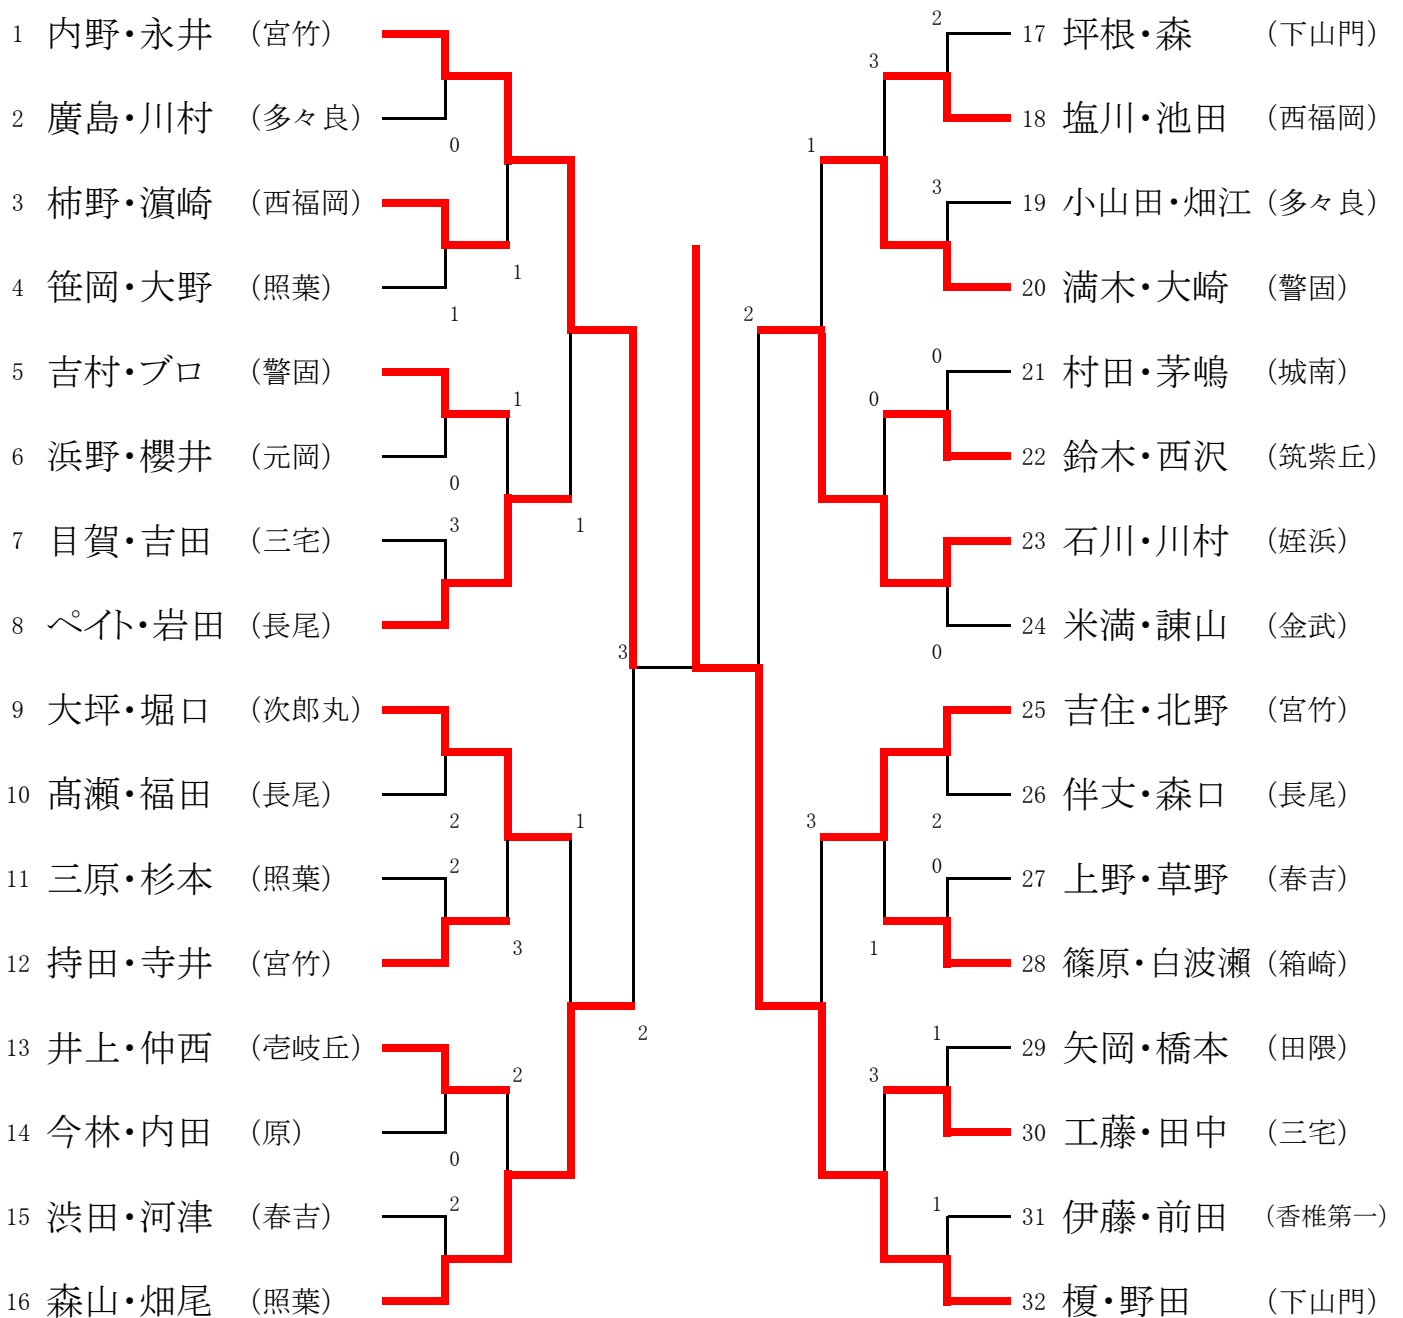 1 内野・永井 (宮竹)
2 廣島・川村 (多々良)
0
3 柿野・濵崎 (西福岡)
1
4 笹岡・大野 (照葉)
1
5 吉村・ブロ (警固)
1
6 浜野・櫻井 (元岡)
0
7 目賀・吉田 (三宅)
3
1
8 ペイト・岩田 (長尾)
3
9 大坪・堀口 (次郎丸)
10 髙瀬・福田 (長尾)
2
1
11 三原・杉本 (照葉)
2
12 持田・寺井 (宮竹)
3
13 井上・仲西 (壱岐丘)
2
2
14 今林・内田 (原)
0
15 渋田・河津 (春吉)
2
16 森山・畑尾 (照葉)
2
17 坪根・森 (下山門)
3
18 塩川・池田 (西福岡)
1
3
19 小山田・畑江 (多々良)
20 満木・大崎 (警固)
2
0
21 村田・茅嶋 (城南)
0
22 鈴木・西沢 (筑紫丘)
23 石川・川村 (姪浜)
24 米満・諫山 (金武)
0
25 吉住・北野 (宮竹)
26 伴丈・森口 (長尾)
3
2
0
27 上野・草野 (春吉)
1
28 篠原・白波瀬 (箱崎)
1
29 矢岡・橋本 (田隈)
3
30 工藤・田中 (三宅)
1
31 伊藤・前田 (香椎第一)
32 榎・野田 (下山門)